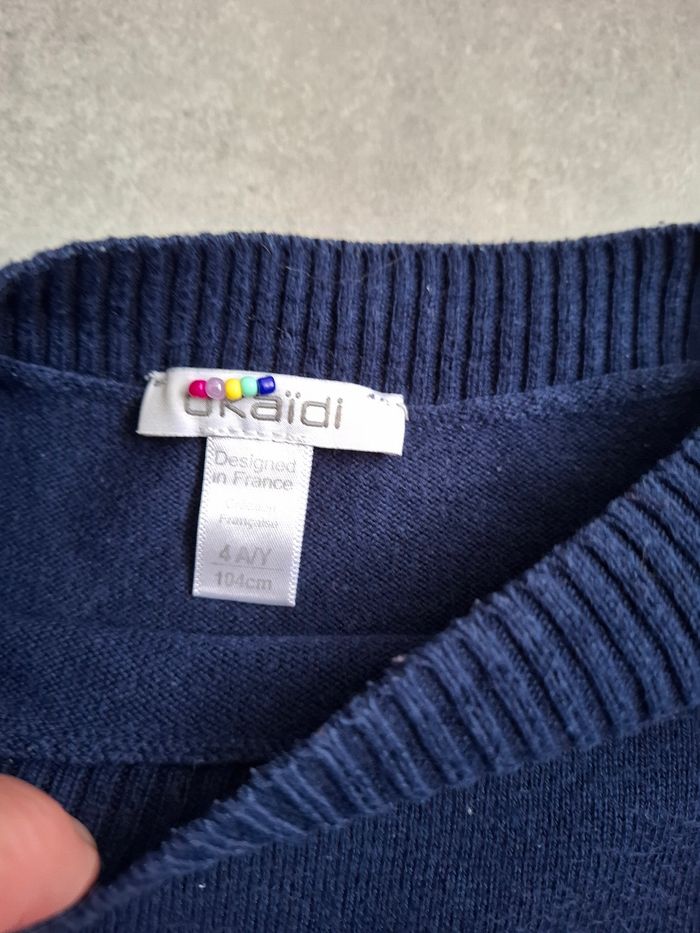 okaïdi
Designed
in France
Création
Française
4 A/Y
104cm